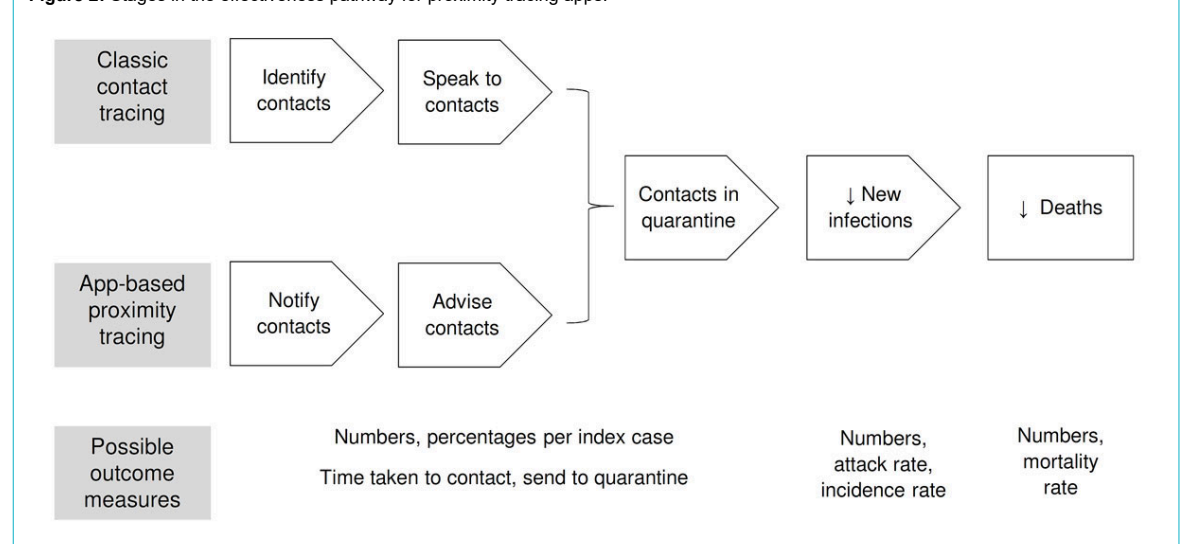 Figure 2. Stages in the effectiveness pathway for proximity tracing apps.
Classic
contact
tracing
Identify
contacts
Speak to
contacts
Contacts in
quarantine
↓ New
infections
↓ Deaths
App-based
proximity
tracing
Notify
contacts
Advise
contacts
Possible
outcome
measures
Numbers, percentages per index case
Time taken to contact, send to quarantine
Numbers,
attack rate,
incidence rate
Numbers,
mortality
rate